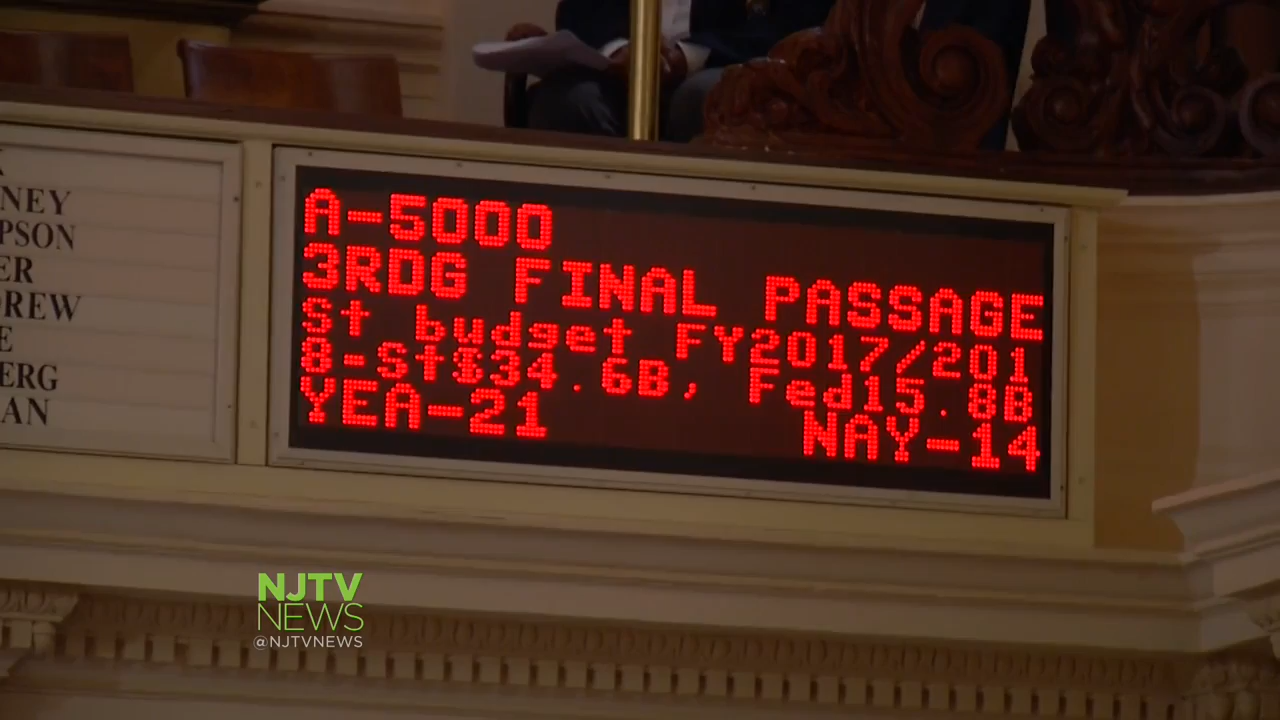 NEY
PSON
ER
DREW
E
ERG
AN
A-5000
3RDG FINAL PASSAGE
St budget FY2017/201
8-St$34.6B, Fed15.8B
YEA-21 NAY-14
NJTV
NEWS
@NJTVNEWS